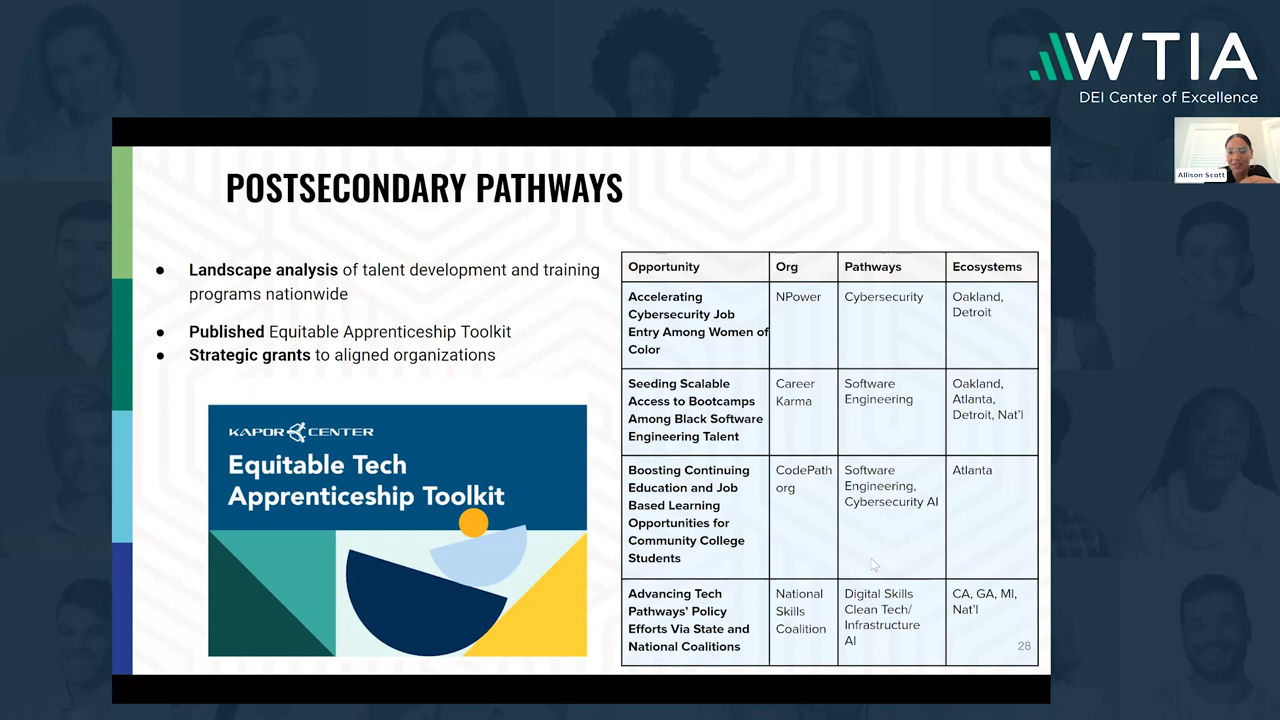 WTIA
DEI Center of Excellence
Allison Scott
POSTSECONDARY PATHWAYS
● Landscape analysis of talent development and training
programs nationwide
● Published Equitable Apprenticeship Toolkit
● Strategic grants to aligned organizations
KAPOR CENTER
Equitable Tech
Apprenticeship Toolkit
Opportunity
Org
Pathways
Ecosystems
Accelerating
Cybersecurity Job
Entry Among Women of
Color
NPower
Cybersecurity
Oakland,
Detroit
Seeding Scalable
Access to Bootcamps
Among Black Software
Engineering Talent
Career
Karma
Software
Engineering
Oakland,
Atlanta,
Detroit, Nat'l
Boosting Continuing
Education and Job
Based Learning
Opportunities for
Community College
Students
CodePath
org
Software
Engineering,
Cybersecurity AI
Atlanta
Advancing Tech
Pathways' Policy
Efforts Via State and
National Coalitions
National
Skills
Coalition
Digital Skills
Clean Tech/
Infrastructure
AI
CA, GA, MI,
Nat'l
28